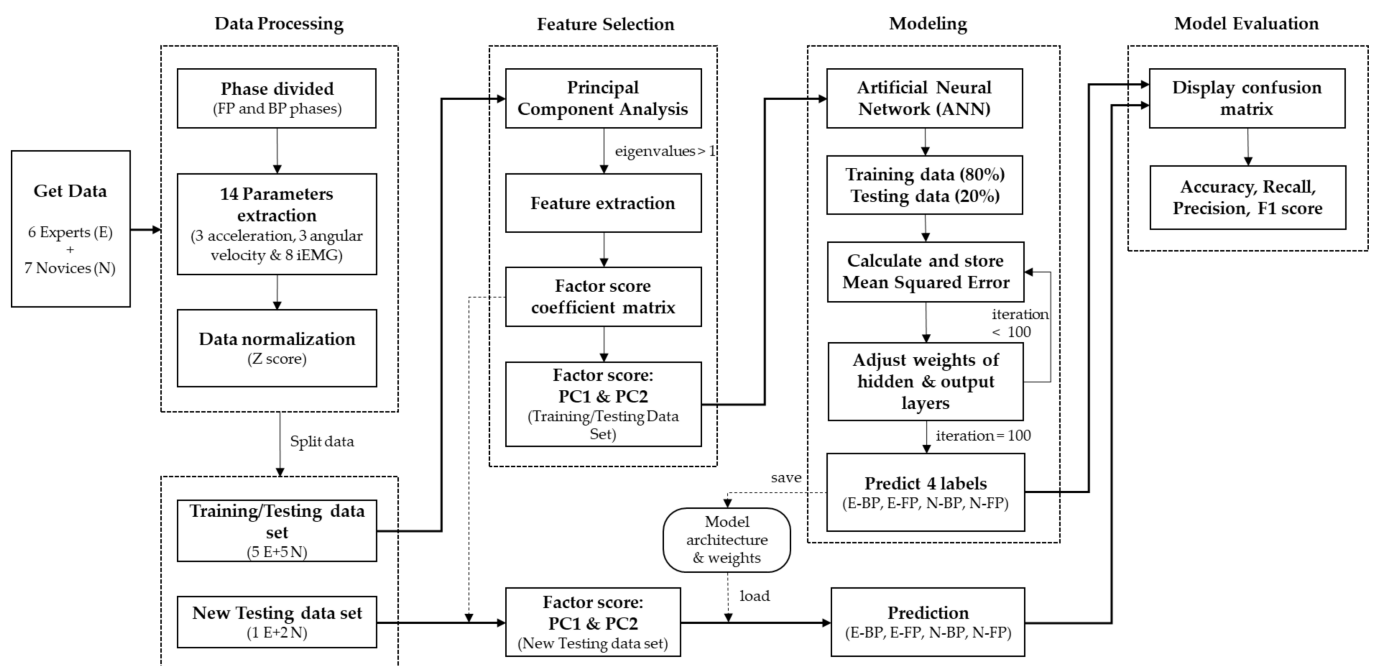 Data Processing
Feature Selection
Modeling
Model Evaluation
Get Data
6 Experts (E)
+
7 Novices (N)
Phase divided
(FP and BP phases)
14 Parameters
extraction
(3 acceleration, 3 angular
velocity & 8 iEMG)
Data normalization
(Z score)
Split data
Training/Testing data
set
(5 E+5 N)
New Testing data set
(1 E+2 N)
Principal
Component Analysis
eigenvalues > 1
Feature extraction
Factor score
coefficient matrix
Factor score:
PC1 & PC2
(Training/Testing Data
Set)
Factor score:
PC1 & PC2
(New Testing data set)
Artificial Neural
Network (ANN)
Training data (80%)
Testing data (20%)
Calculate and store
Mean Squared Error
iteration
< 100
Adjust weights of
hidden & output
layers
iteration = 100
Predict 4 labels
(E-BP, E-FP, N-BP, N-FP)
save
Model
architecture
& weights
load
Prediction
(E-BP, E-FP, N-BP, N-FP)
Display confusion
matrix
Accuracy, Recall,
Precision, F1 score